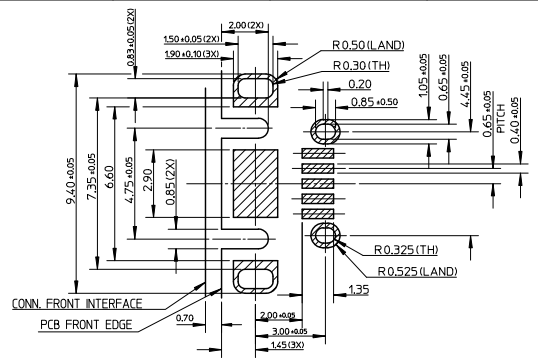 2.00 (2X)
1.50 ±0.05 (2X)
1.90 ±0.10 (3X)
0.83 ±0.05 (2X)
R 0.50 (LAND)
R 0.30 (TH)
0.20
0.85 ±0.50
1.05 ±0.05
0.65 ±0.05
4.45 ±0.05
0.65 ±0.05
PITCH
0.40 ±0.05
9.40 ±0.05
7.35 ±0.05
6.60
4.75 ±0.05
2.90
0.85 (2X)
R 0.325 (TH)
R 0.525 (LAND)
1.35
CONN. FRONT INTERFACE
PCB FRONT EDGE
0.70
2.00 ±0.05
3.00 ±0.05
1.45 (3X)